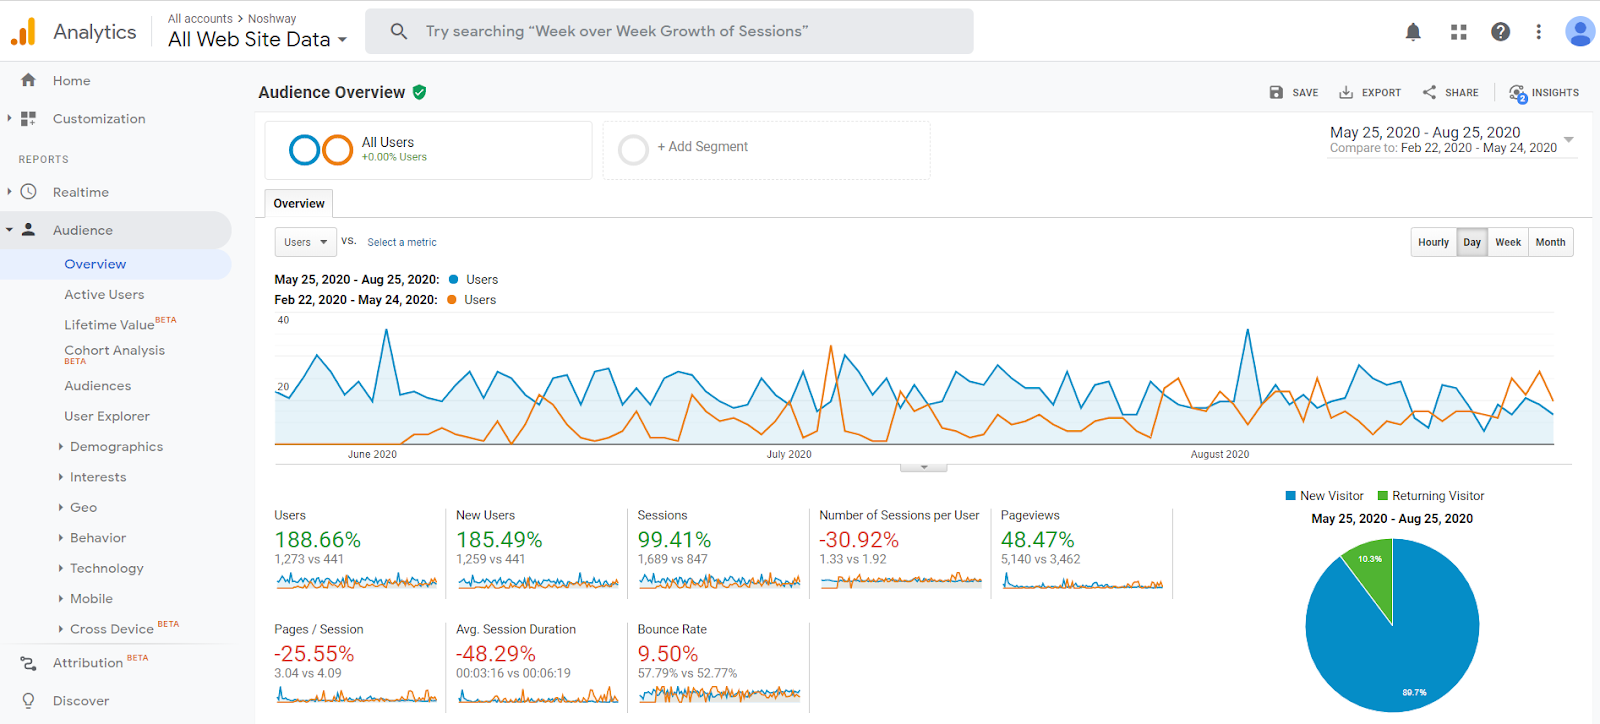 Analytics
All accounts > Noshway
All Web Site Data
Try searching “Week over Week Growth of Sessions”
Home
Customization
REPORTS
Realtime
Audience
Overview
Active Users
Lifetime Value BETA
Cohort Analysis
BETA
Audiences
User Explorer
Demographics
Interests
Geo
Behavior
Technology
Mobile
Cross Device BETA
Attribution BETA
Discover
Audience Overview
SAVE
EXPORT
SHARE
2
INSIGHTS
All Users
+0.00% Users
+ Add Segment
May 25, 2020 - Aug 25, 2020
Compare to: Feb 22, 2020 - May 24, 2020
Overview
Users
VS.
Select a metric
Hourly
Day
Week
Month
May 25, 2020 - Aug 25, 2020: Users
Feb 22, 2020 - May 24, 2020: Users
40
20
June 2020
July 2020
August 2020
Users
188.66%
1,273 vs 441
New Users
185.49%
1,259 vs 441
Sessions
99.41%
1,689 vs 847
Number of Sessions per User
-30.92%
1.33 vs 1.92
Pageviews
48.47%
5,140 vs 3,462
Pages / Session
-25.55%
3.04 vs 4.09
Avg. Session Duration
-48.29%
00:03:16 vs 00:06:19
Bounce Rate
9.50%
57.79% vs 52.77%
New Visitor
Returning Visitor
May 25, 2020 - Aug 25, 2020
10.3%
89.7%